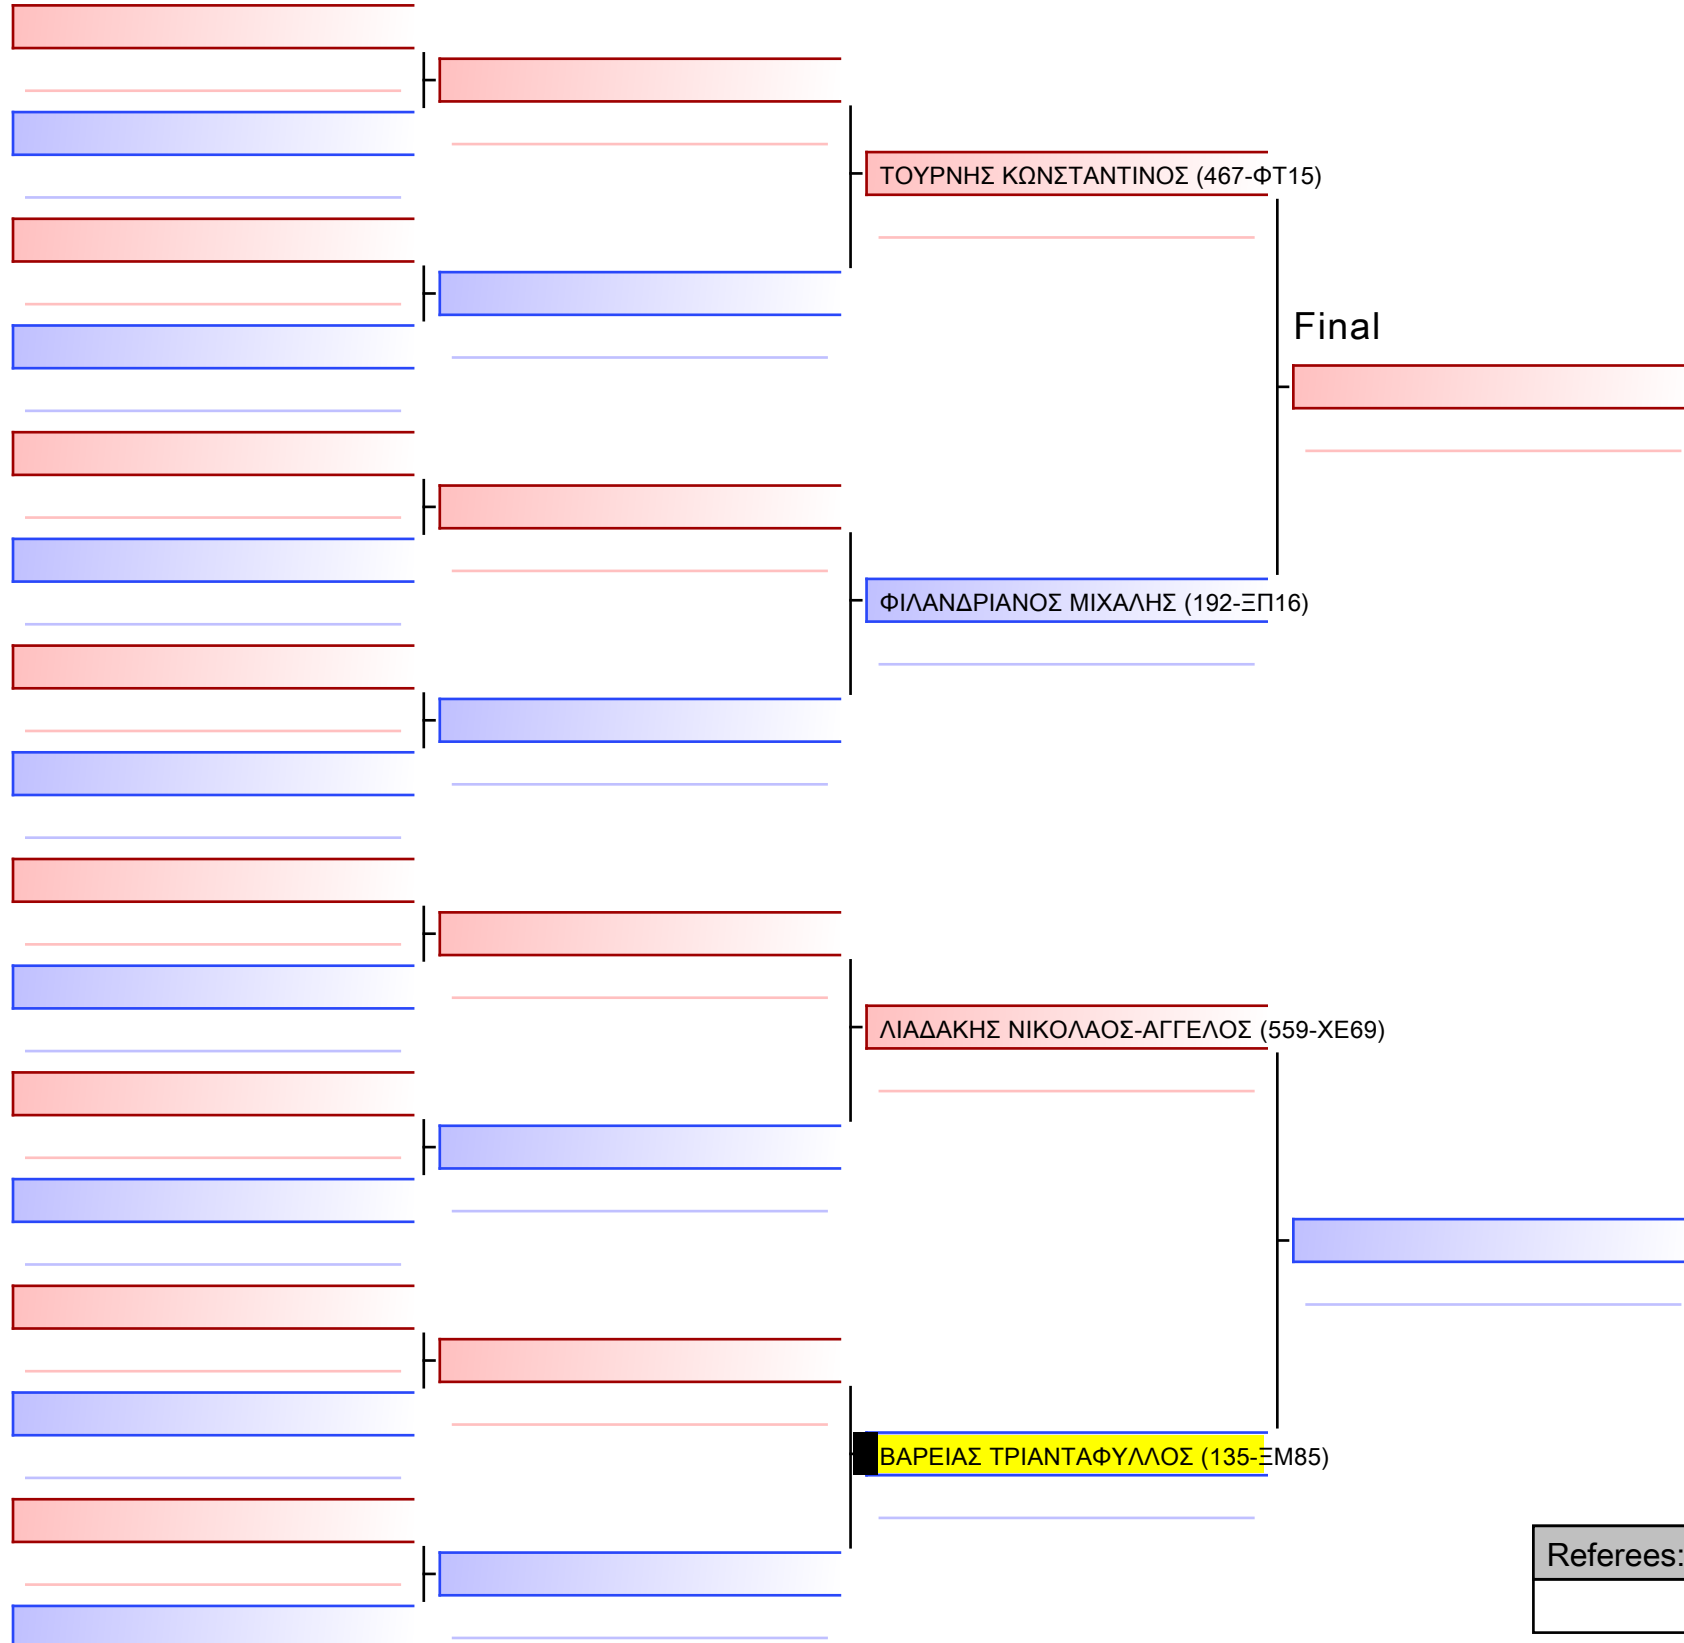 ΤΟΥΡΝΗΣ ΚΩΝΣΤΑΝΤΙΝΟΣ (467-ΦΤ15)
Final
ΦΙΛΑΝΔΡΙΑΝΟΣ ΜΙΧΑΛΗΣ (192-ΞΠ16)
ΛΙΑΔΑΚΗΣ ΝΙΚΟΛΑΟΣ-ΑΓΓΕΛΟΣ (559-ΧΕ69)
ΒΑΡΕΙΑΣ ΤΡΙΑΝΤΑΦΥΛΛΟΣ (135-ΞΜ85)
Referees: